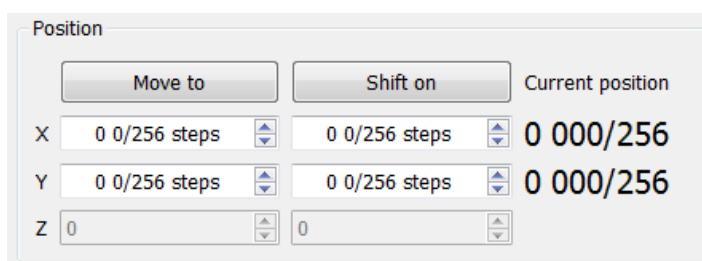 Position
Move to Shift on Current position
X 0 0/256 steps 0 0/256 steps 0 000/256
Y 0 0/256 steps 0 0/256 steps 0 000/256
Z 0 0